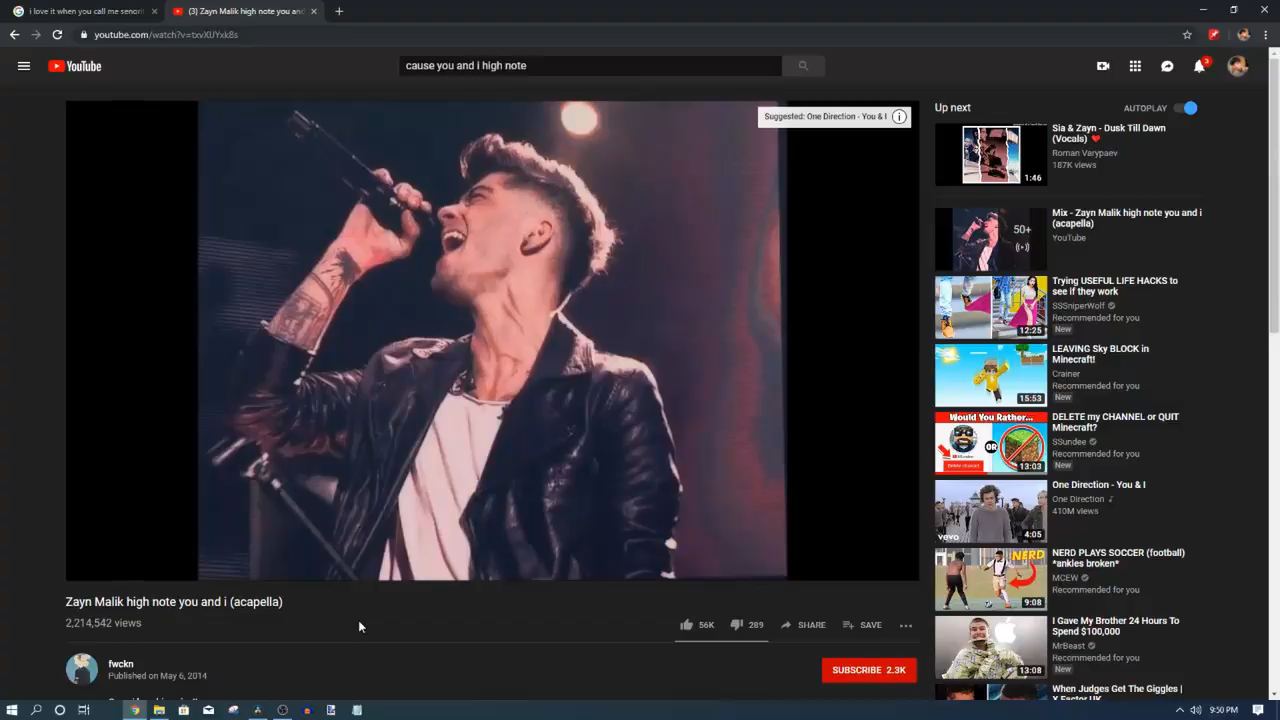 i love it when you call me senori
(3) Zayn Malik high note you and
youtube.com/watch?v=txvXUYxk8s
YouTube
cause you and i high note
3
Suggested: One Direction - You & I
Zayn Malik high note you and i (acapella)
2,214,542 views
56K
289
SHARE
SAVE
fwckn
Published on May 6, 2014
SUBSCRIBE 2.3K
Up next
AUTOPLAY
1:46
Sia & Zayn - Dusk Till Dawn
(Vocals)
Roman Varypaev
187K views
50+
Mix - Zayn Malik high note you and i
(acapella)
YouTube
12:25
Trying USEFUL LIFE HACKS to
see if they work
SSSniperWolf
Recommended for you
New
15:53
LEAVING Sky BLOCK in
Minecraft!
Crainer
Recommended for you
New
Would You Rather...
OR
13:03
DELETE my CHANNEL or QUIT
Minecraft?
SSundee
Recommended for you
New
vevo
4:05
One Direction - You & I
One Direction
410M views
NERD
9:08
NERD PLAYS SOCCER (football)
*ankles broken*
MCEW
Recommended for you
13:08
I Gave My Brother 24 Hours To
Spend $100,000
MrBeast
Recommended for you
New
When Judges Get The Giggles |
9:50 PM